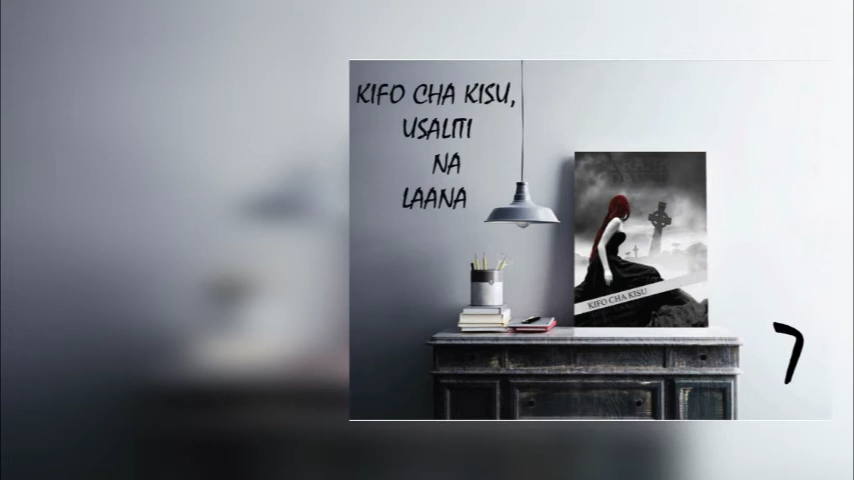 KIFO CHA KISU,
USALITI
NA
LAANA
KIFO CHA KISU
7